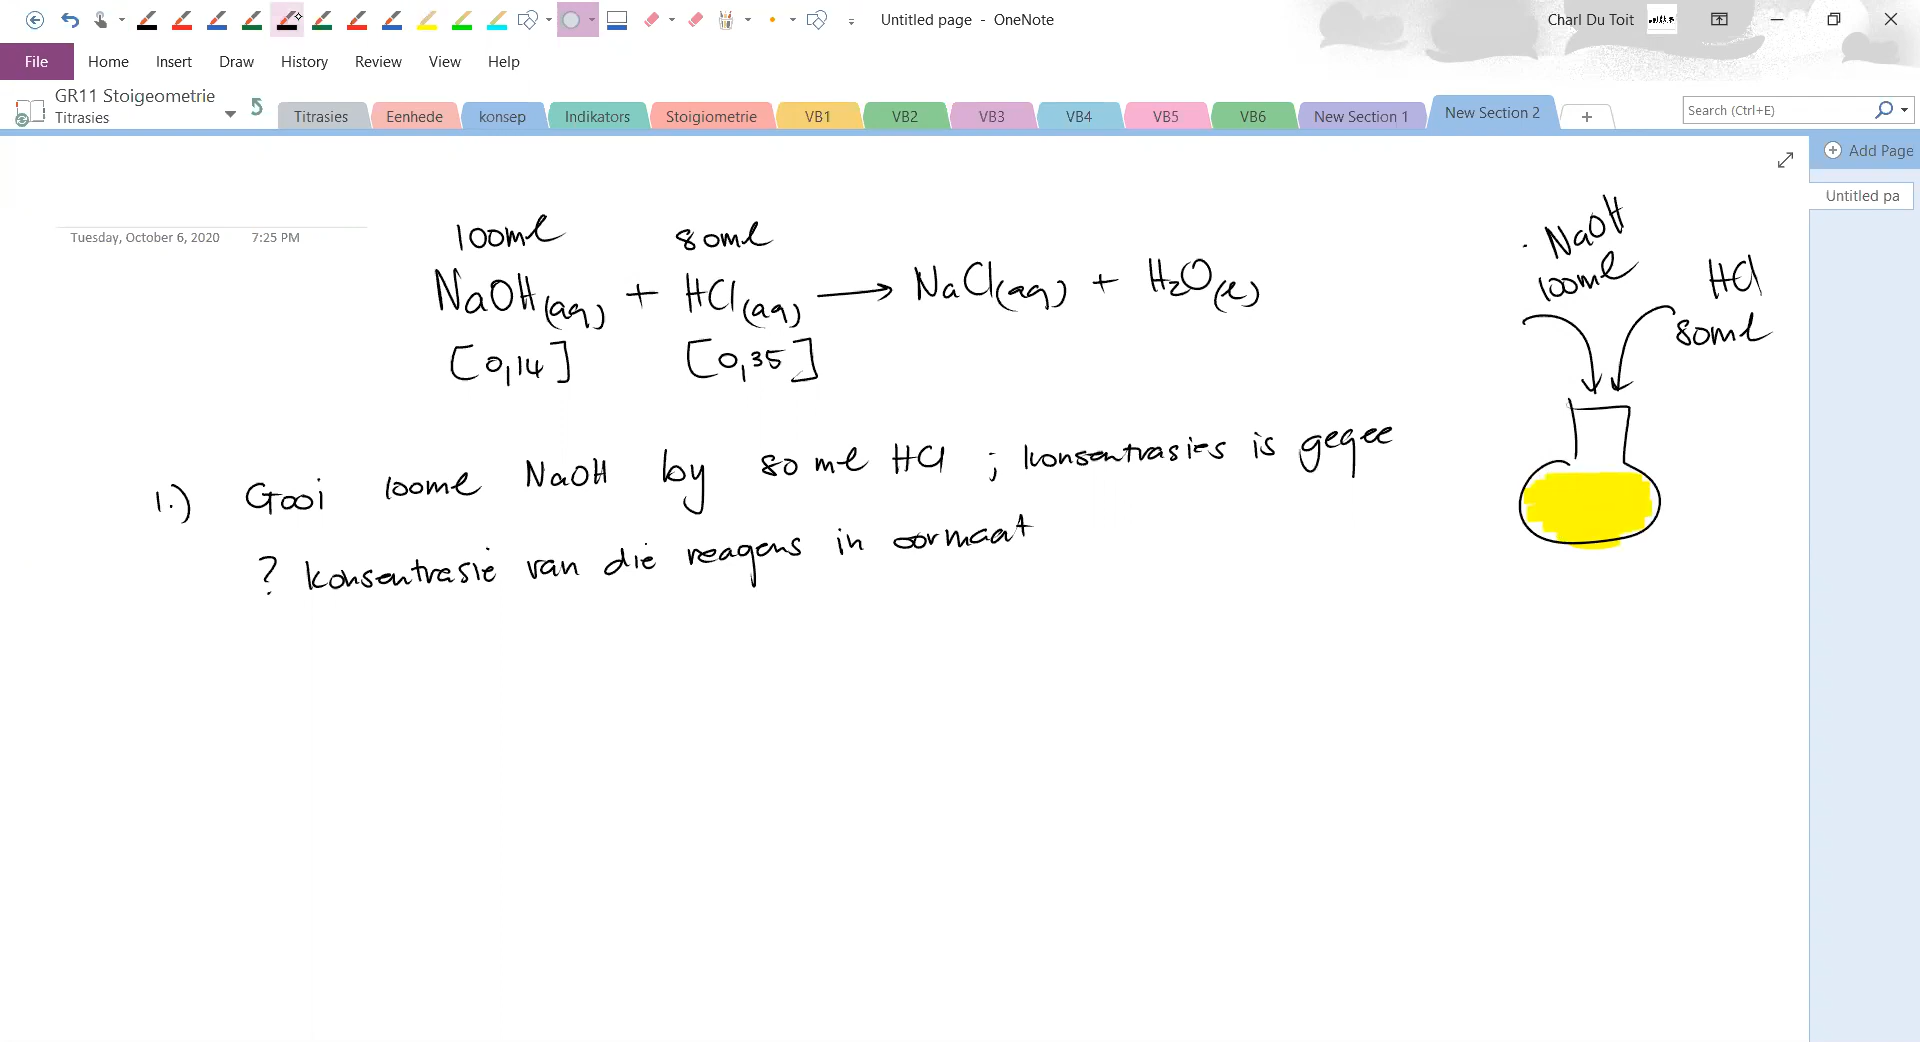 Untitled page - OneNote
Charl Du Toit
File Home Insert Draw History Review View Help
GR11 Stoigeometrie
Titrasies
Titrasies Eenhede konsep Indikators Stoigiometrie VB1 VB2 VB3 VB4 VB5 VB6 New Section 1 New Section 2 +
Search (Ctrl+E)
Add Page
Untitled pa
Tuesday, October 6, 2020 7:25 PM
100ml 80ml
NaOH(aq) + HCl(aq) → NaCl(aq) + H2O(l)
[0,14] [0,35]
NaOH
100ml
HCl
80ml
1.) Gooi 100ml NaOH by 80ml HCl ; konsentrasies is gegee
? konsentrasie van die reagens in oormaat